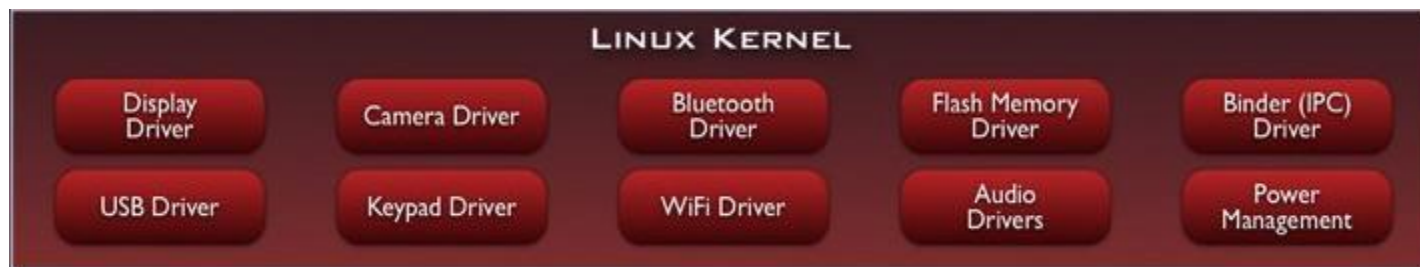 LINUX KERNEL
Display
Driver
Camera Driver
Bluetooth
Driver
Flash Memory
Driver
Binder (IPC)
Driver
USB Driver
Keypad Driver
WiFi Driver
Audio
Drivers
Power
Management